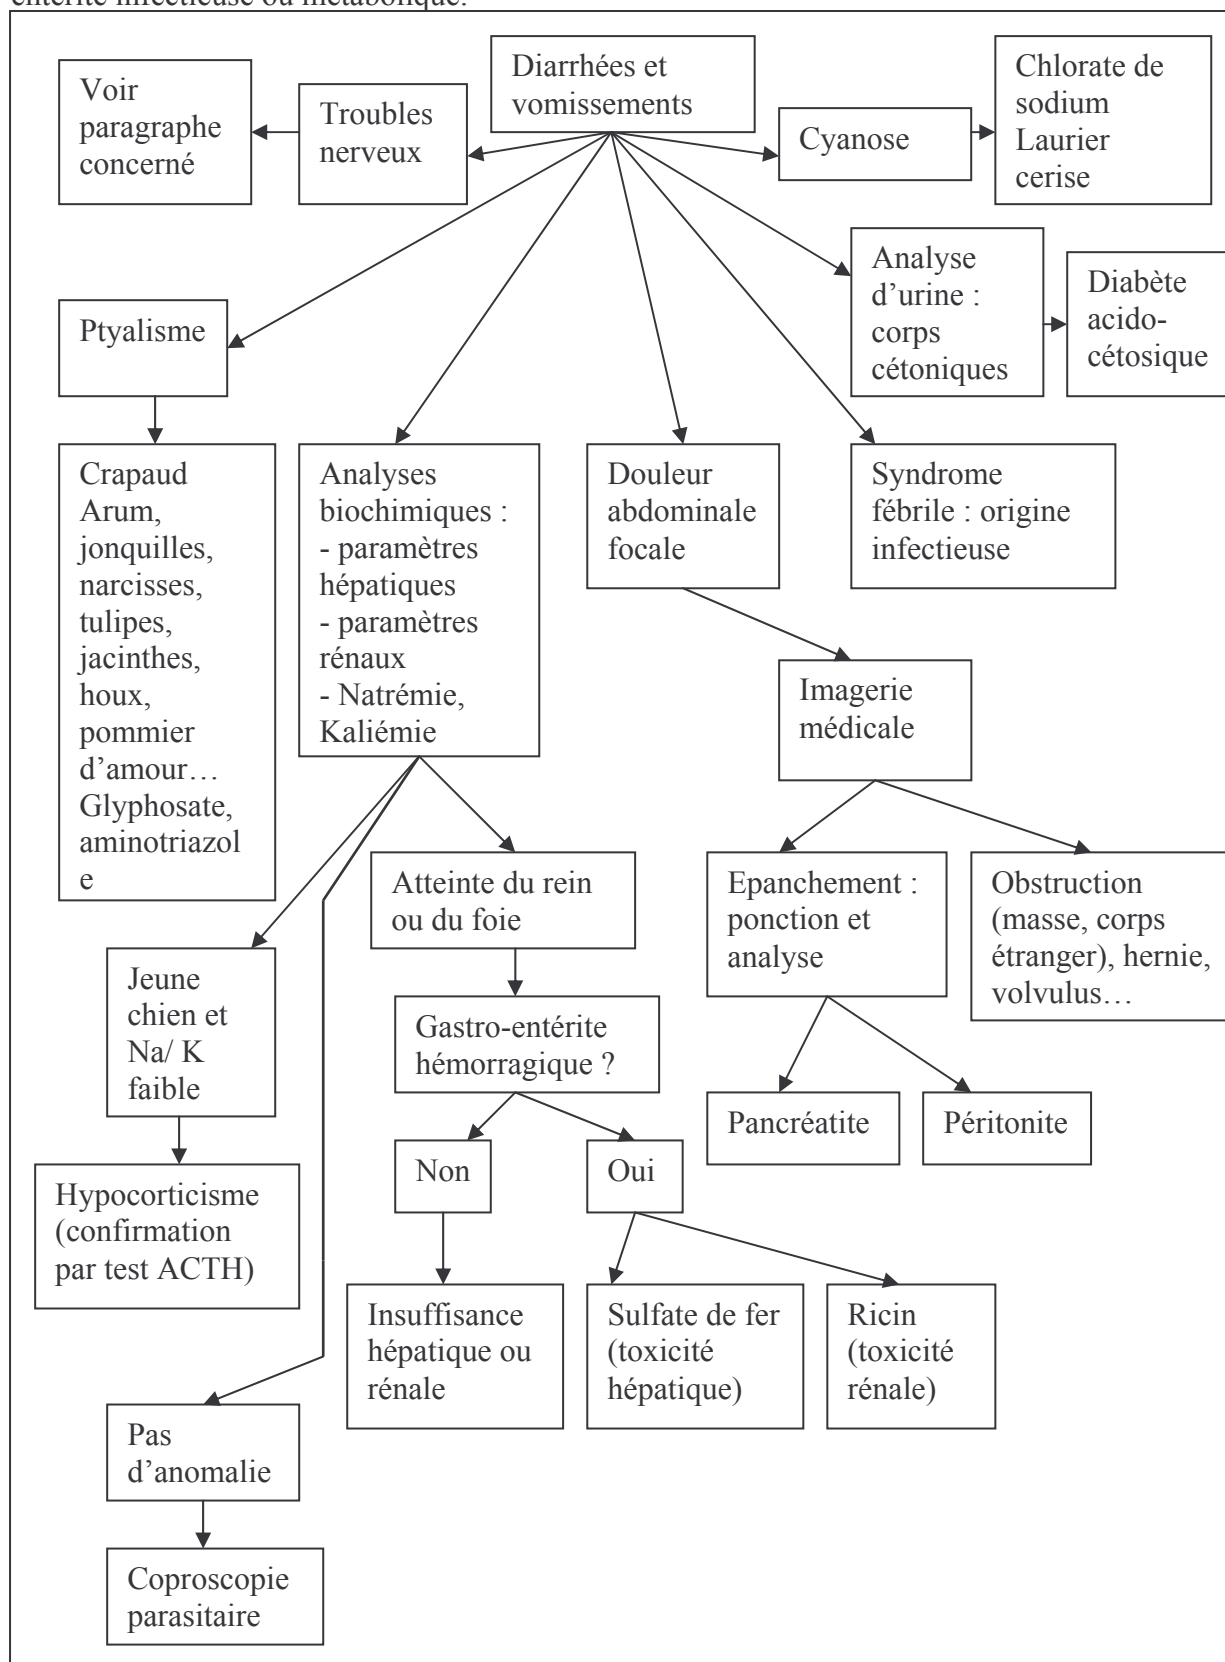 entérite infectieuse ou métabolique.
Diarrhées et
vomissements
Voir
paragraphe
concerné
Troubles
nerveux
Cyanose
Chlorate de
sodium
Laurier
cerise
Analyse
d’urine :
corps
cétoniques
Diabète
acido-
cétosique
Ptyalisme
Crapaud
Arum,
jonquilles,
narcisses,
tulipes,
jacinthes,
houx,
pommier
d’amour…
Glyphosate,
aminotriazol
e
Analyses
biochimiques :
- paramètres
hépatiques
- paramètres
rénaux
- Natrémie,
Kaliémie
Douleur
abdominale
focale
Syndrome
fébrile : origine
infectieuse
Imagerie
médicale
Atteinte du rein
ou du foie
Epanchement :
ponction et
analyse
Obstruction
(masse, corps
étranger), hernie,
volvulus…
Jeune
chien et
Na/ K
faible
Gastro-entérite
hémorragique ?
Pancréatite
Péritonite
Non
Oui
Hypocorticisme
(confirmation
par test ACTH)
Insuffisance
hépatique ou
rénale
Sulfate de fer
(toxicité
hépatique)
Ricin
(toxicité
rénale)
Pas
d’anomalie
Coproscopie
parasitaire